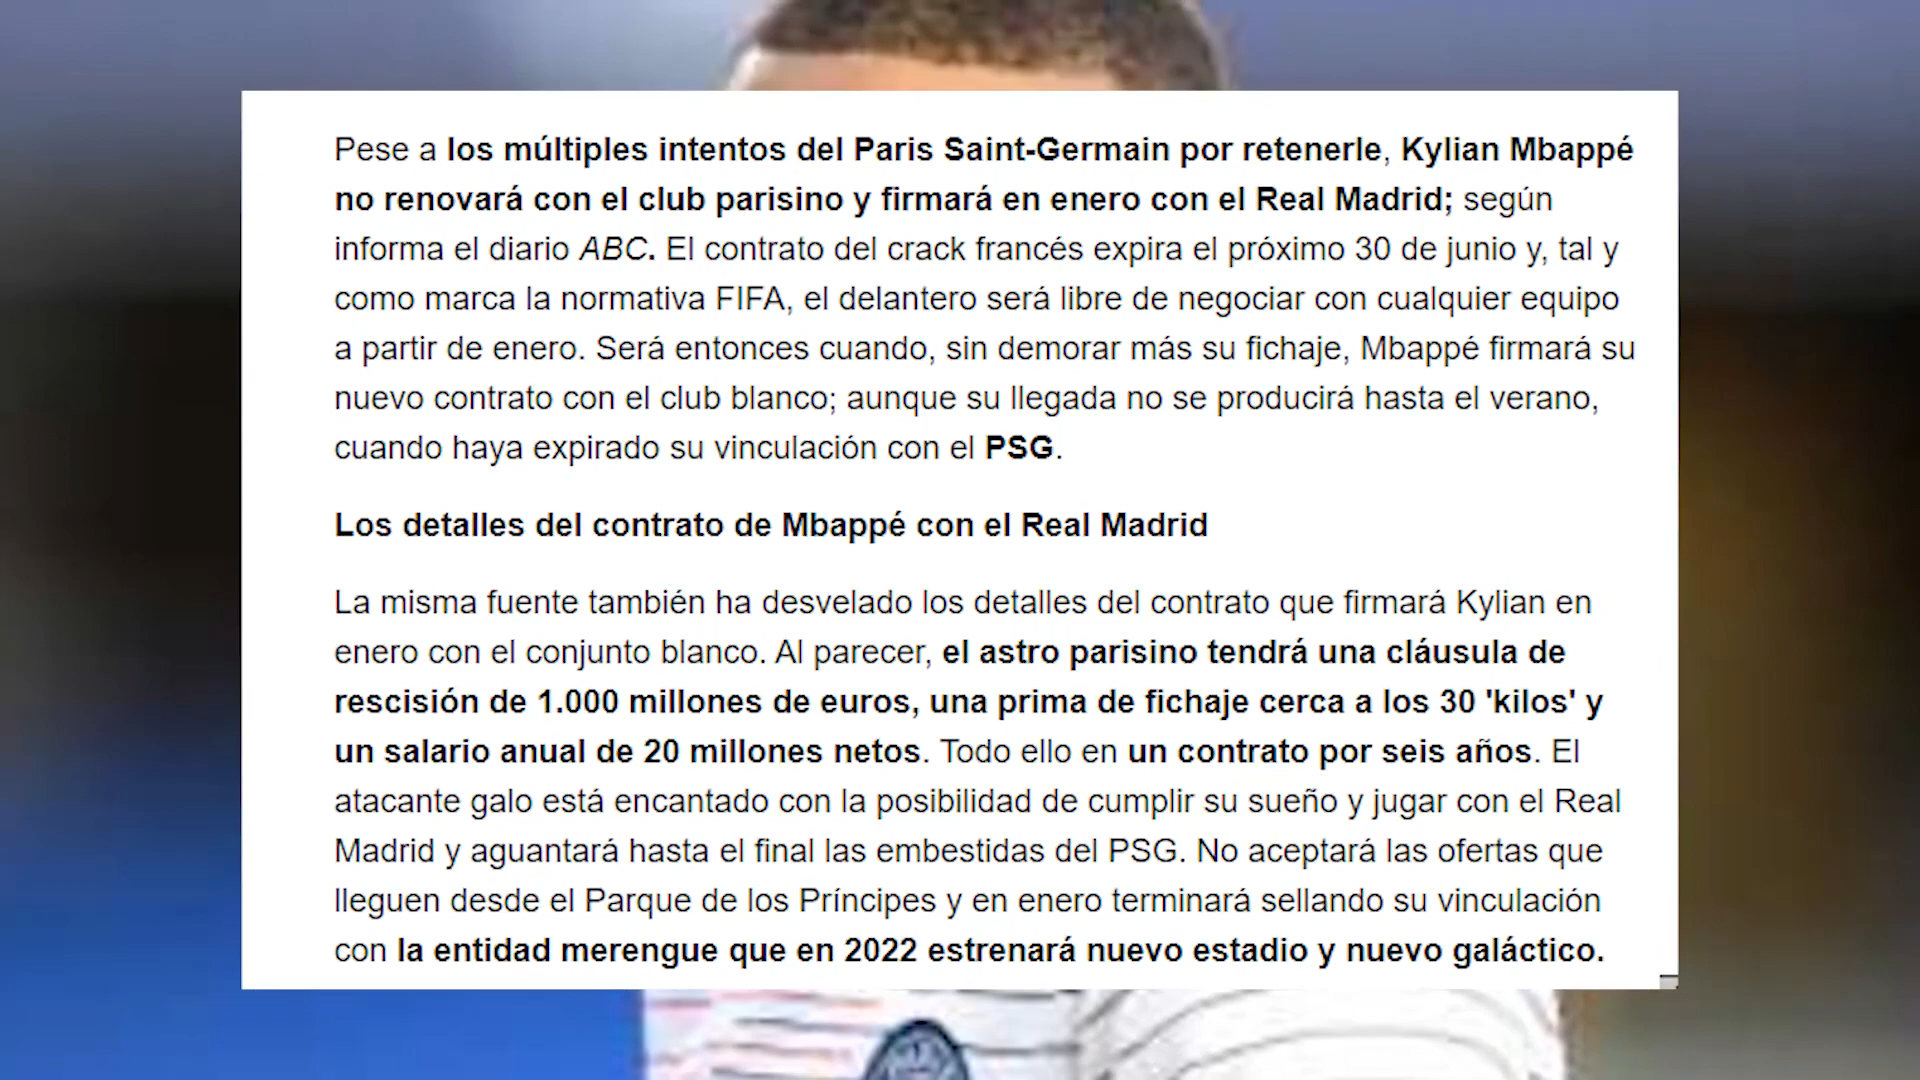 Pese a los múltiples intentos del Paris Saint-Germain por retenerle, Kylian Mbappé
no renovará con el club parisino y firmará en enero con el Real Madrid; según
informa el diario ABC. El contrato del crack francés expira el próximo 30 de junio y, tal y
como marca la normativa FIFA, el delantero será libre de negociar con cualquier equipo
a partir de enero. Será entonces cuando, sin demorar más su fichaje, Mbappé firmará su
nuevo contrato con el club blanco; aunque su llegada no se producirá hasta el verano,
cuando haya expirado su vinculación con el PSG.
Los detalles del contrato de Mbappé con el Real Madrid
La misma fuente también ha desvelado los detalles del contrato que firmará Kylian en
enero con el conjunto blanco. Al parecer, el astro parisino tendrá una cláusula de
rescisión de 1.000 millones de euros, una prima de fichaje cerca a los 30 'kilos' y
un salario anual de 20 millones netos. Todo ello en un contrato por seis años. El
atacante galo está encantado con la posibilidad de cumplir su sueño y jugar con el Real
Madrid y aguantará hasta el final las embestidas del PSG. No aceptará las ofertas que
lleguen desde el Parque de los Príncipes y en enero terminará sellando su vinculación
con la entidad merengue que en 2022 estrenará nuevo estadio y nuevo galáctico.